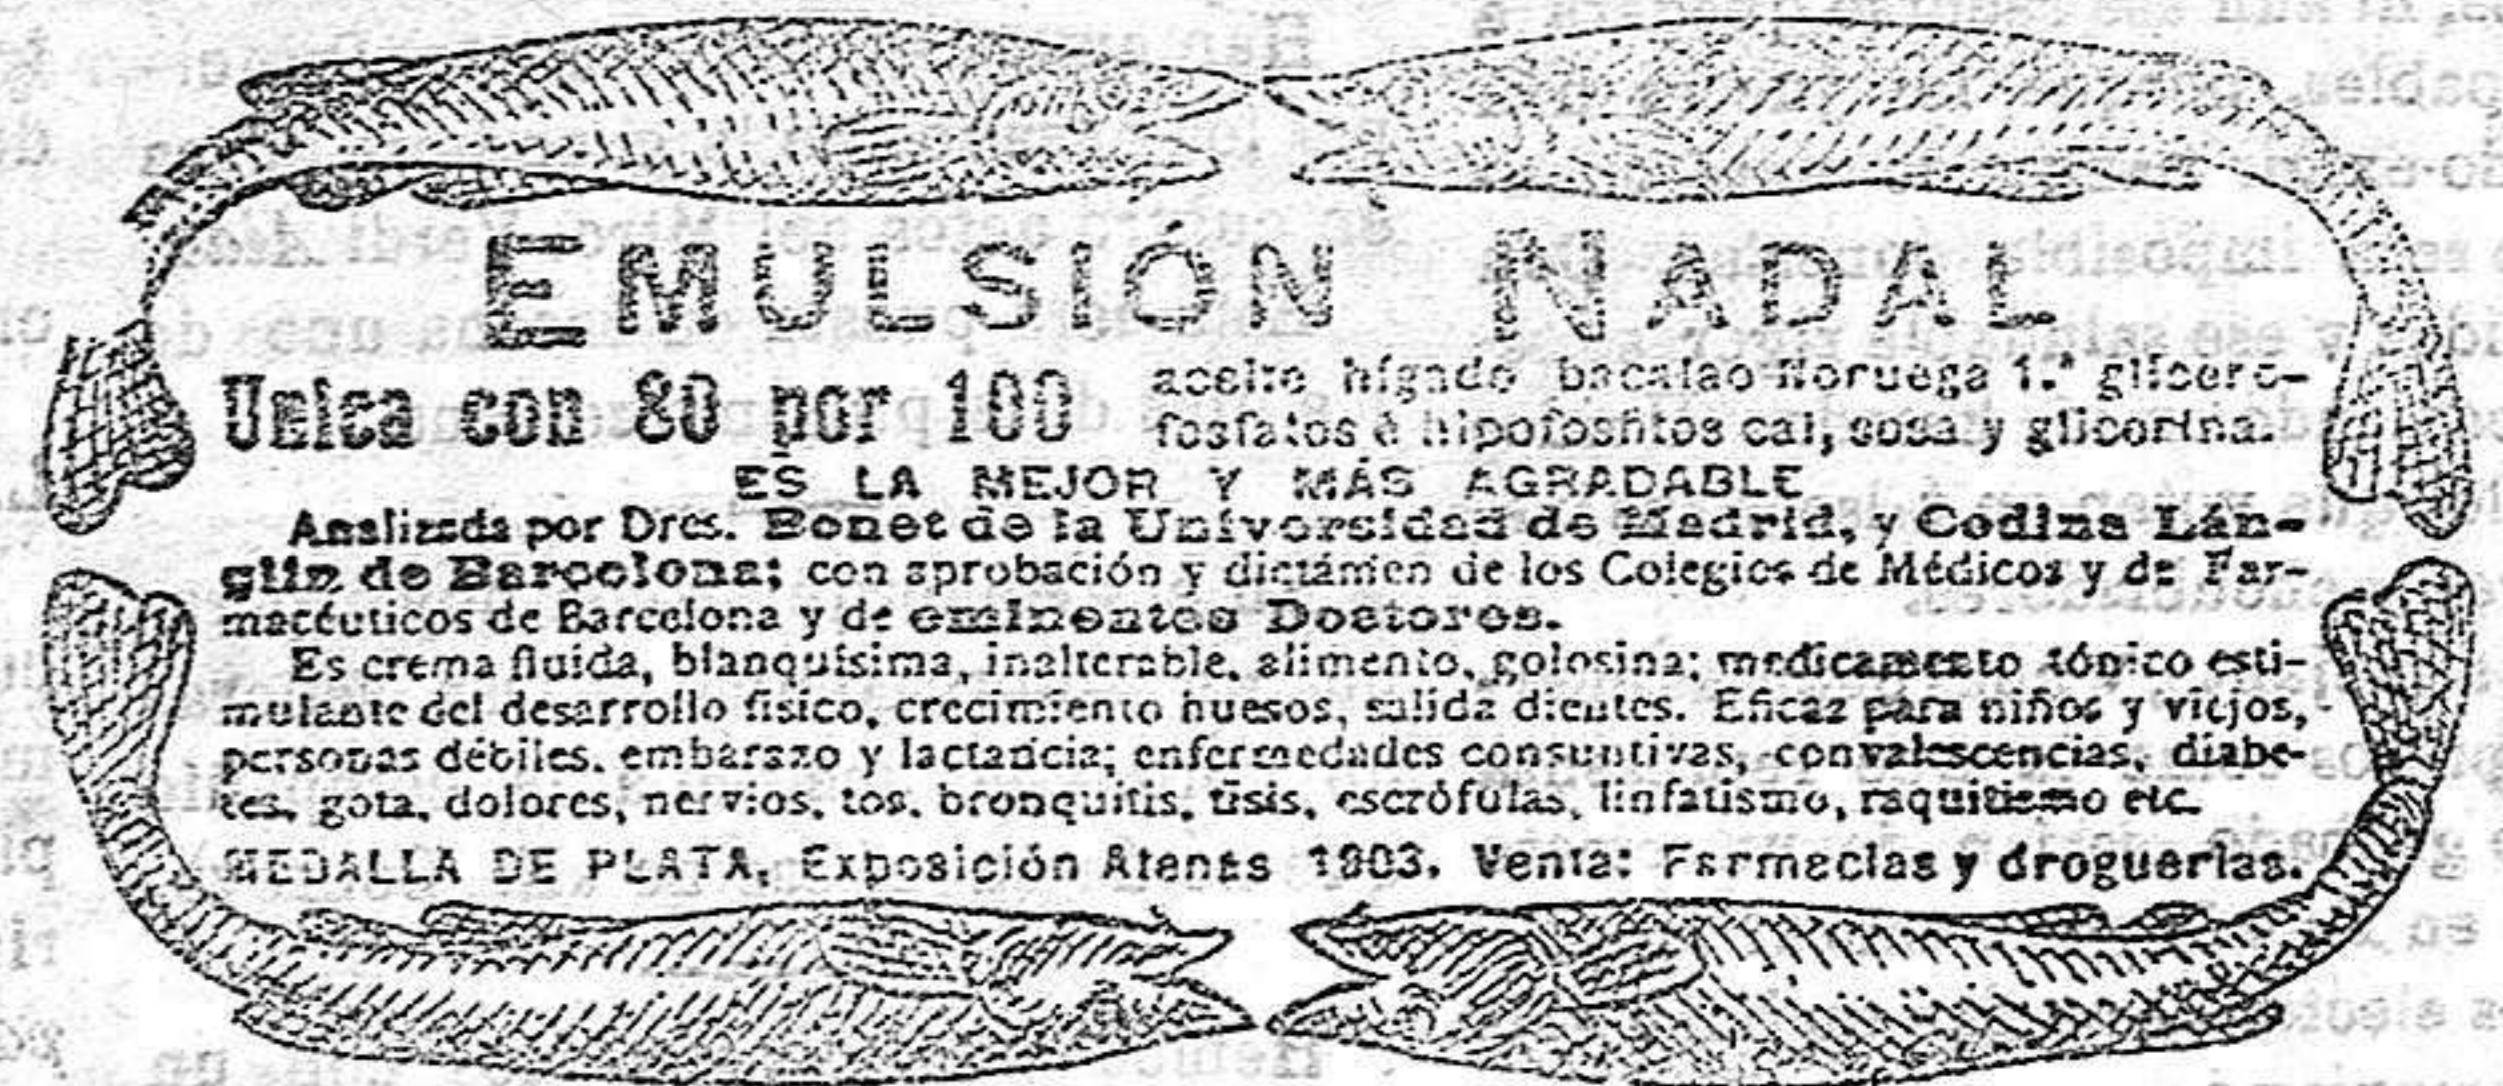 EMULSIÓN NADAL
Unica con 80 por 100
aceite hígado bacalao Noruega 1.ª glicero-
fosfatos é hipofosfitos cal, sosa y glicerina.
ES LA MEJOR Y MÁS AGRADABLE
Analizada por Dres. Bonet de la Universidad de Madrid, y Codina Län-
glin de Barcelona; con aprobación y dictámen de los Colegios de Médicos y de Far-
macéuticos de Barcelona y de eminentes Doctores.
Es crema fluida, blanquísima, inalterable, alimento, golosina; medicamento tónico esti-
mulante del desarrollo fisico, crecimiento huesos, salida dientes. Eficaz para niños y viejos,
personas débiles, embarazo y lactancia; enfermedades consuntivas, convalescencias, diabe-
tes, gota, dolores, nervios, tos, bronquitis, tisis, escrófulas, linfatismo, raquitismo etc.
MEDALLA DE PLATA, Exposición Atenas 1903. Venta: Farmacias y droguerías.